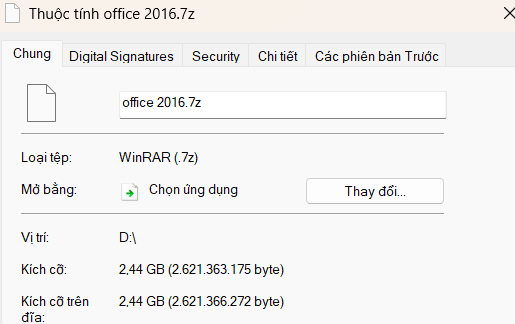 Thuộc tính office 2016.7z
Chung Digital Signatures Security Chi tiết Các phiên bản Trước
office 2016.7z
Loại tệp: WinRAR (.7z)
Mở bằng: Chọn ứng dụng Thay đổi...
Vị trí: D:\
Kích cỡ: 2,44 GB (2.621.363.175 byte)
Kích cỡ trên 2,44 GB (2.621.366.272 byte)
đĩa: